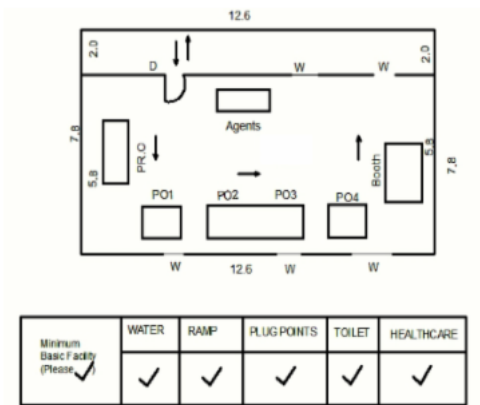 12.6
2.0
2.0
D
W
W
Agents
7.8
5.8
PR.O
Booth
5.8
7.8
PO1
PO2
PO3
PO4
W
12.6
W
W
Minimum
Basic Facility
(Please ✓)
WATER
RAMP
PLUG POINTS
TOILET
HEALTHCARE
✓ ✓ ✓ ✓ ✓